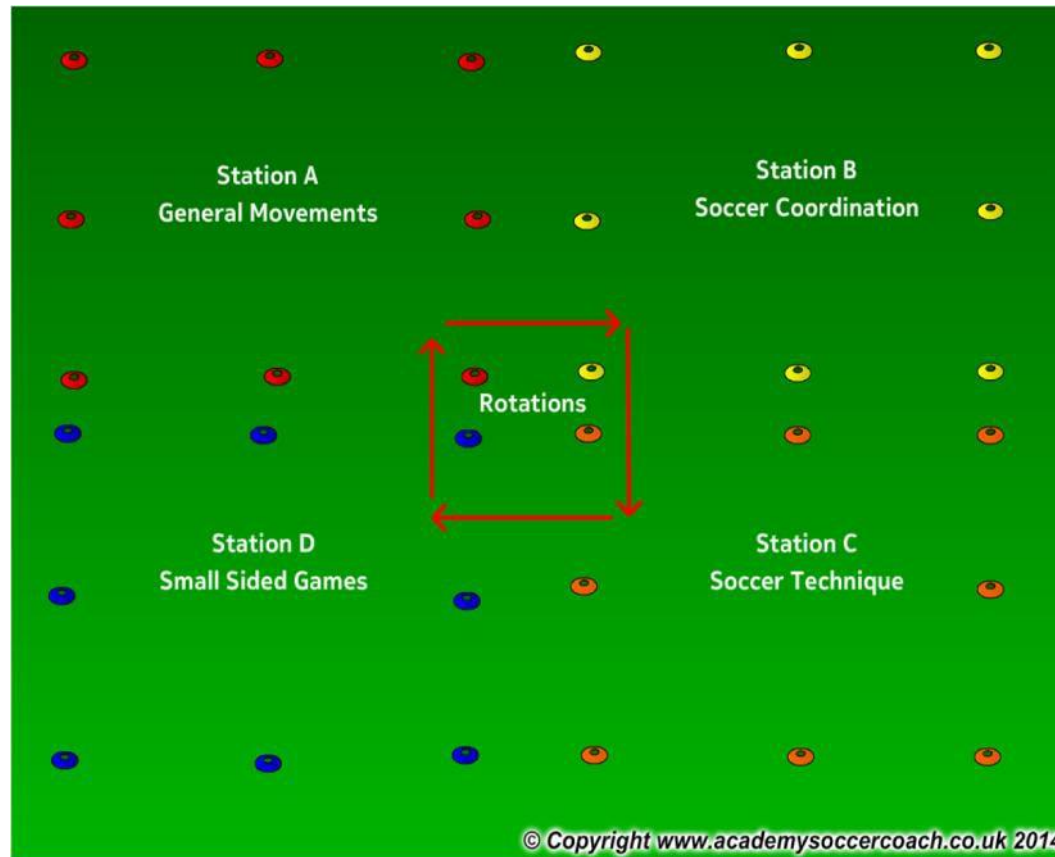 Station A
General Movements
Station B
Soccer Coordination
Rotations
Station D
Small Sided Games
Station C
Soccer Technique
© Copyright www.academysoccercoach.co.uk 2014